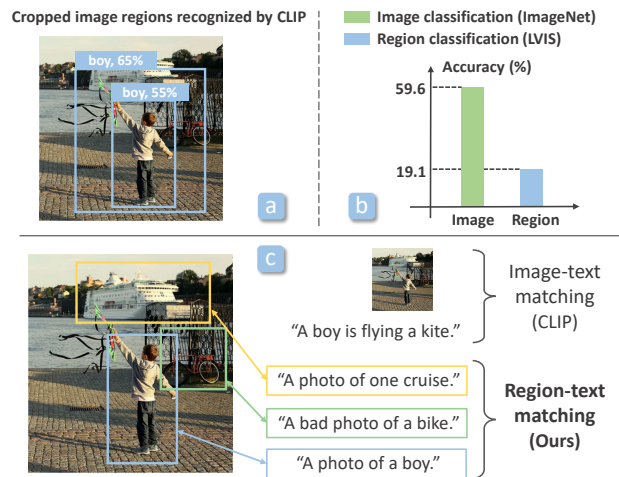 Cropped image regions recognized by CLIP
boy, 65%
boy, 55%
a
Image classification (ImageNet)
Region classification (LVIS)
Accuracy (%)
59.6
19.1
Image Region
b
c
“A boy is flying a kite.”
Image-text
matching
(CLIP)
“A photo of one cruise.”
“A bad photo of a bike.”
“A photo of a boy.”
Region-text
matching
(Ours)